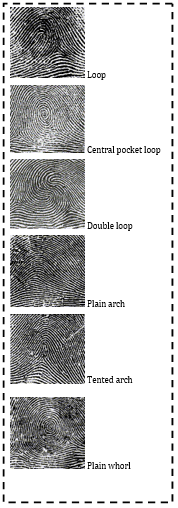 Loop
Central pocket loop
Double loop
Plain arch
Tented arch
Plain whorl